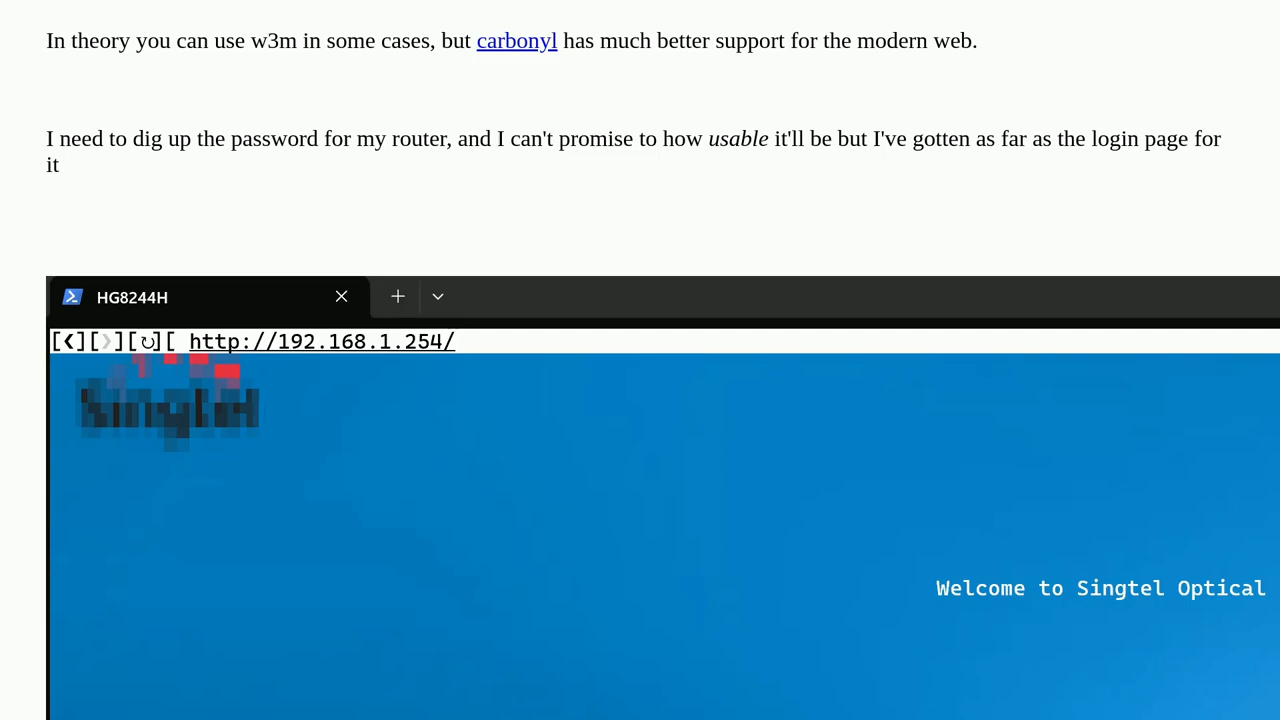 In theory you can use w3m in some cases, but carbonyl has much better support for the modern web.
I need to dig up the password for my router, and I can't promise to how usable it'll be but I've gotten as far as the login page for
it
HG8244H
[❮][❯][↻][ http://192.168.1.254/
Singtel
Welcome to Singtel Optical